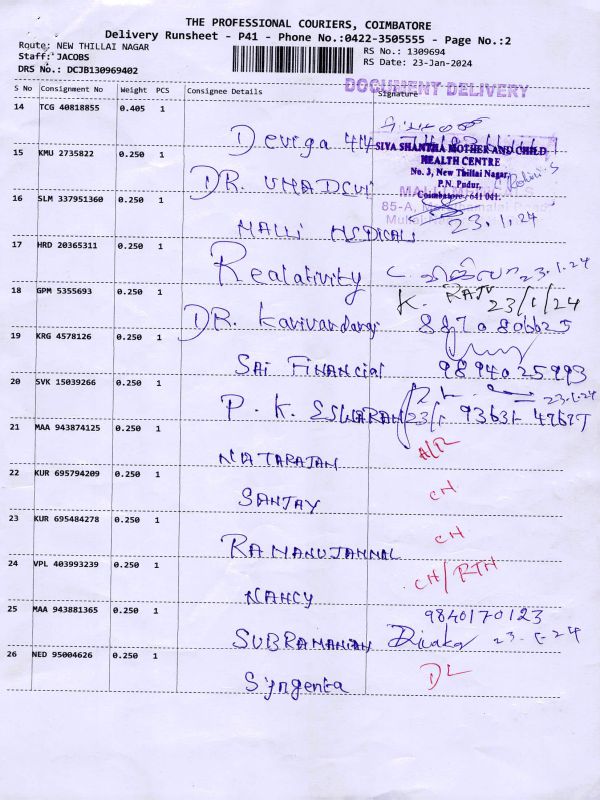 THE PROFESSIONAL COURIERS, COIMBATORE
Delivery Runsheet - P41 - Phone No.:0422-3505555 - Page No.:2
Route: NEW THILLAI NAGAR RS No.: 1309694
Staff: JACOBS RS Date: 23-Jan-2024
DRS No.: DCJB130969402
DOCUMENT DELIVERY
S No Consignment No Weight PCS Consignee Details Signature
14 TCG 40818855 0.405 1
Devega
15 KMU 2735822 0.250 1
SIYA SHANTHA MOTHER AND CHILD
HEALTH CENTRE
No. 3, New Thillai Nagar,
P.N. Pudur,
Coimbatore - 641 041.
DR. UMADEVI
16 SLM 337951360 0.250 1
85-A,
23.1.24
MALLI MEDICALS
17 HRD 20365311 0.250 1
Realativity 23.1.24
18 GPM 5355693 0.250 1
K. RAJU 23/1/24
DR.
19 KRG 4578126 0.250 1
SAI FINANCIAL 9894025993
20 SVK 15039266 0.250 1
23.1.24
P. K. ESWARAN
21 MAA 943874125 0.250 1
NATARAJAN
22 KUR 695794209 0.250 1
CH
SANJAY
23 KUR 695484278 0.250 1
CH
RAMANUJAMMAL
24 VPL 403993239 0.250 1
CH/RTH
NANCY
25 MAA 943881365 0.250 1
9840170123
SUBRAMANIAN Divakar 23.1.24
26 NED 95004626 0.250 1
DL
Syngenta